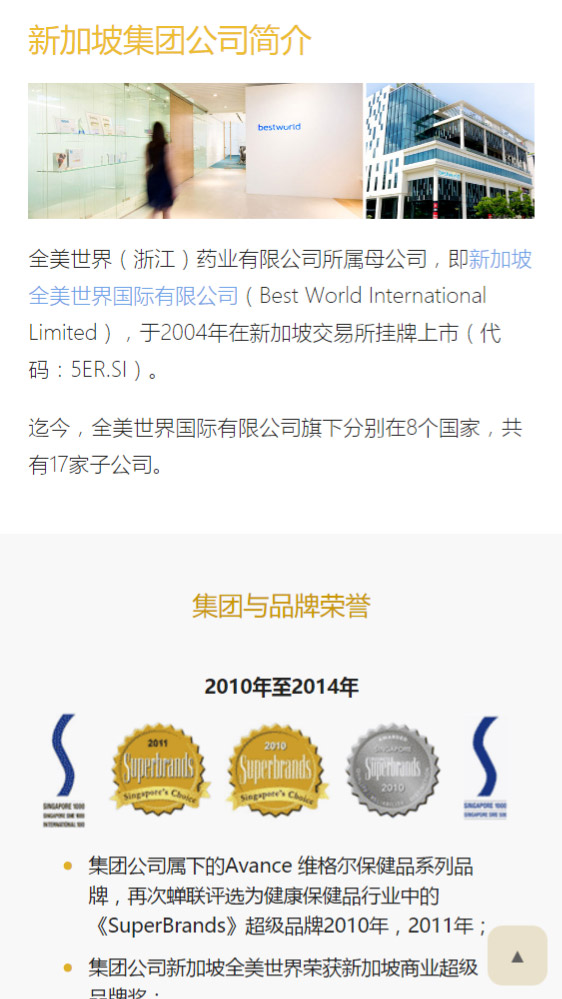 新加坡集团公司简介
bestworld
全美世界（浙江）药业有限公司所属母公司，即新加坡
全美世界国际有限公司（Best World International
Limited），于2004年在新加坡交易所挂牌上市（代
码：5ER.SI）。
迄今，全美世界国际有限公司旗下分别在8个国家，共
有17家子公司。
集团与品牌荣誉
2010年至2014年
SINGAPORE 1000
SINGAPORE SME 1000
INTERNATIONAL 100
2011
Superbrands
Singapore's Choice
2010
Superbrands
Singapore's Choice
SINGAPORE
Superbrands
2010
SINGAPORE 1000
SINGAPORE SME 500
集团公司属下的Avance 维格尔保健品系列品
牌，再次蝉联评选为健康保健品行业中的
《SuperBrands》超级品牌2010年，2011年；
集团公司新加坡全美世界荣获新加坡商业超级
品牌奖；